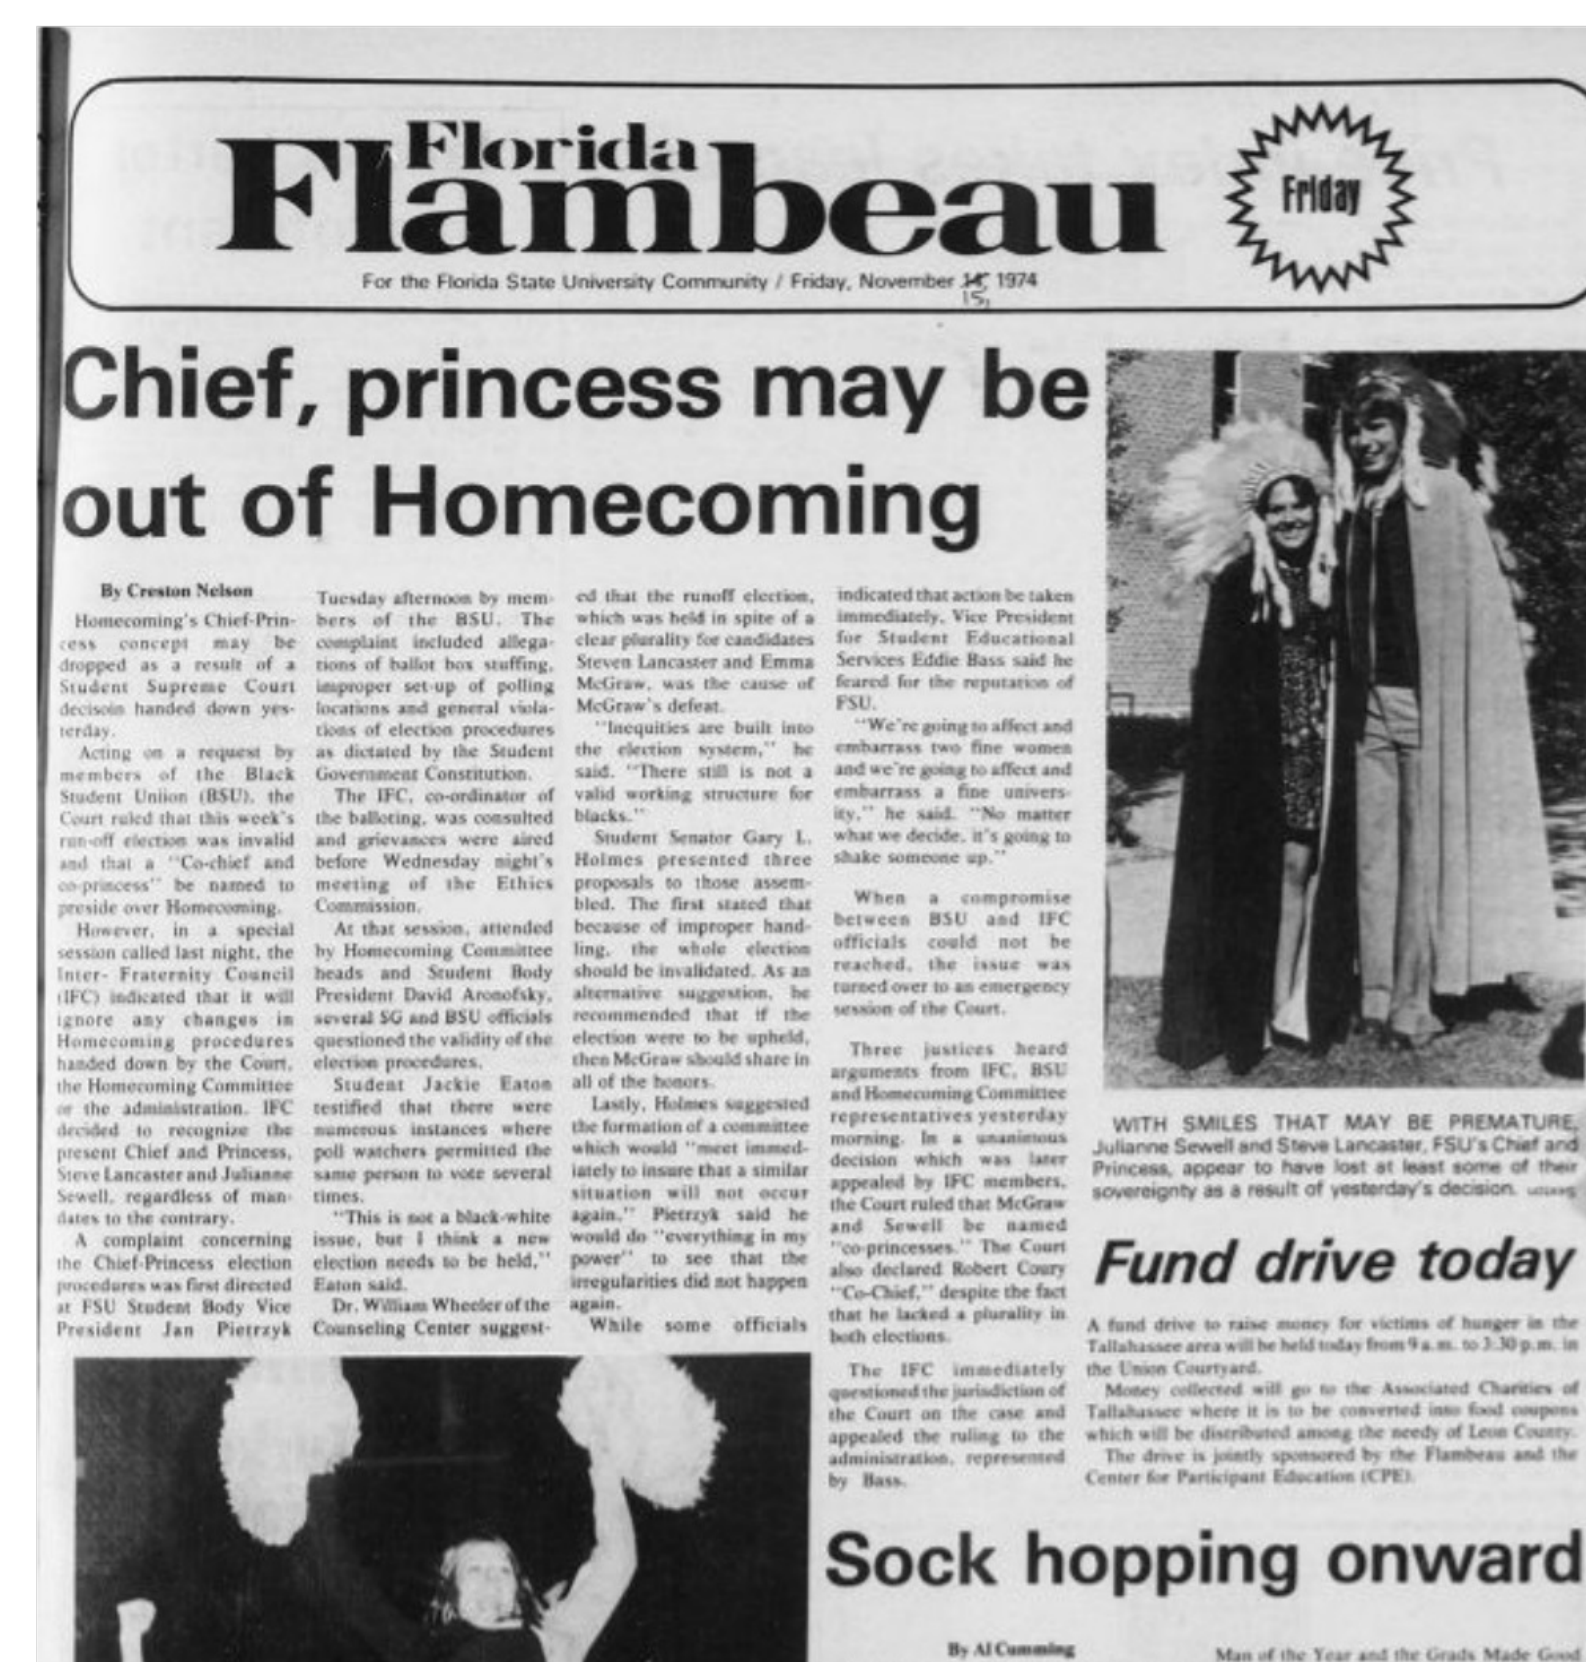 Florida
Flambeau
Friday
For the Florida State University Community / Friday, November 14, 1974
15,
Chief, princess may be
out of Homecoming
By Creston Nelson
Homecoming's Chief-Prin-
cess concept may be
dropped as a result of a
Student Supreme Court
decisoin handed down yes-
terday.
Acting on a request by
members of the Black
Student Uniion (BSU), the
Court ruled that this week's
run-off election was invalid
and that a "Co-chief and
co-princess" be named to
preside over Homecoming.
However, in a special
session called last night, the
Inter- Fraternity Council
(IFC) indicated that it will
ignore any changes in
Homecoming procedures
handed down by the Court,
the Homecoming Committee
or the administration. IFC
decided to recognize the
present Chief and Princess,
Steve Lancaster and Julianne
Sewell, regardless of man-
dates to the contrary.
A complaint concerning
the Chief-Princess election
procedures was first directed
at FSU Student Body Vice
President Jan Pietrzyk
Tuesday afternoon by mem-
bers of the BSU. The
complaint included allega-
tions of ballot box stuffing,
improper set-up of polling
locations and general viola-
tions of election procedures
as dictated by the Student
Government Constitution.
The IFC, co-ordinator of
the balloting, was consulted
and grievances were aired
before Wednesday night's
meeting of the Ethics
Commission.
At that session, attended
by Homecoming Committee
heads and Student Body
President David Aronofsky,
several SG and BSU officials
questioned the validity of the
election procedures.
Student Jackie Eaton
testified that there were
numerous instances where
poll watchers permitted the
same person to vote several
times.
"This is not a black-white
issue, but I think a new
election needs to be held,"
Eaton said.
Dr. William Wheeler of the
Counseling Center suggest-
ed that the runoff election,
which was held in spite of a
clear plurality for candidates
Steven Lancaster and Emma
McGraw, was the cause of
McGraw's defeat.
"Inequities are built into
the election system," he
said. "There still is not a
valid working structure for
blacks."
Student Senator Gary L.
Holmes presented three
proposals to those assem-
bled. The first stated that
because of improper hand-
ling, the whole election
should be invalidated. As an
alternative suggestion, he
recommended that if the
election were to be upheld,
then McGraw should share in
all of the honors.
Lastly, Holmes suggested
the formation of a committee
which would "meet immed-
iately to insure that a similar
situation will not occur
again." Pietrzyk said he
would do "everything in my
power" to see that the
irregularities did not happen
again.
While some officials
indicated that action be taken
immediately, Vice President
for Student Educational
Services Eddie Bass said he
feared for the reputation of
FSU.
"We're going to affect and
embarrass two fine women
and we're going to affect and
embarrass a fine univers-
ity," he said. "No matter
what we decide, it's going to
shake someone up."
When a compromise
between BSU and IFC
officials could not be
reached, the issue was
turned over to an emergency
session of the Court.
Three justices heard
arguments from IFC, BSU
and Homecoming Committee
representatives yesterday
morning. In a unanimous
decision which was later
appealed by IFC members,
the Court ruled that McGraw
and Sewell be named
"co-princesses." The Court
also declared Robert Coury
"Co-Chief," despite the fact
that he lacked a plurality in
both elections.
The IFC immediately
questioned the jurisdiction of
the Court on the case and
appealed the ruling to the
administration, represented
by Bass.
WITH SMILES THAT MAY BE PREMATURE,
Julianne Sewell and Steve Lancaster, FSU's Chief and
Princess, appear to have lost at least some of their
sovereignty as a result of yesterday's decision.
Fund drive today
A fund drive to raise money for victims of hunger in the
Tallahassee area will be held today from 9 a.m. to 3:30 p.m. in
the Union Courtyard.
Money collected will go to the Associated Charities of
Tallahassee where it is to be converted into food coupons
which will be distributed among the needy of Leon County.
The drive is jointly sponsored by the Flambeau and the
Center for Participant Education (CPE).
Sock hopping onward
By Al Cumming
Man of the Year and the Grads Made Good